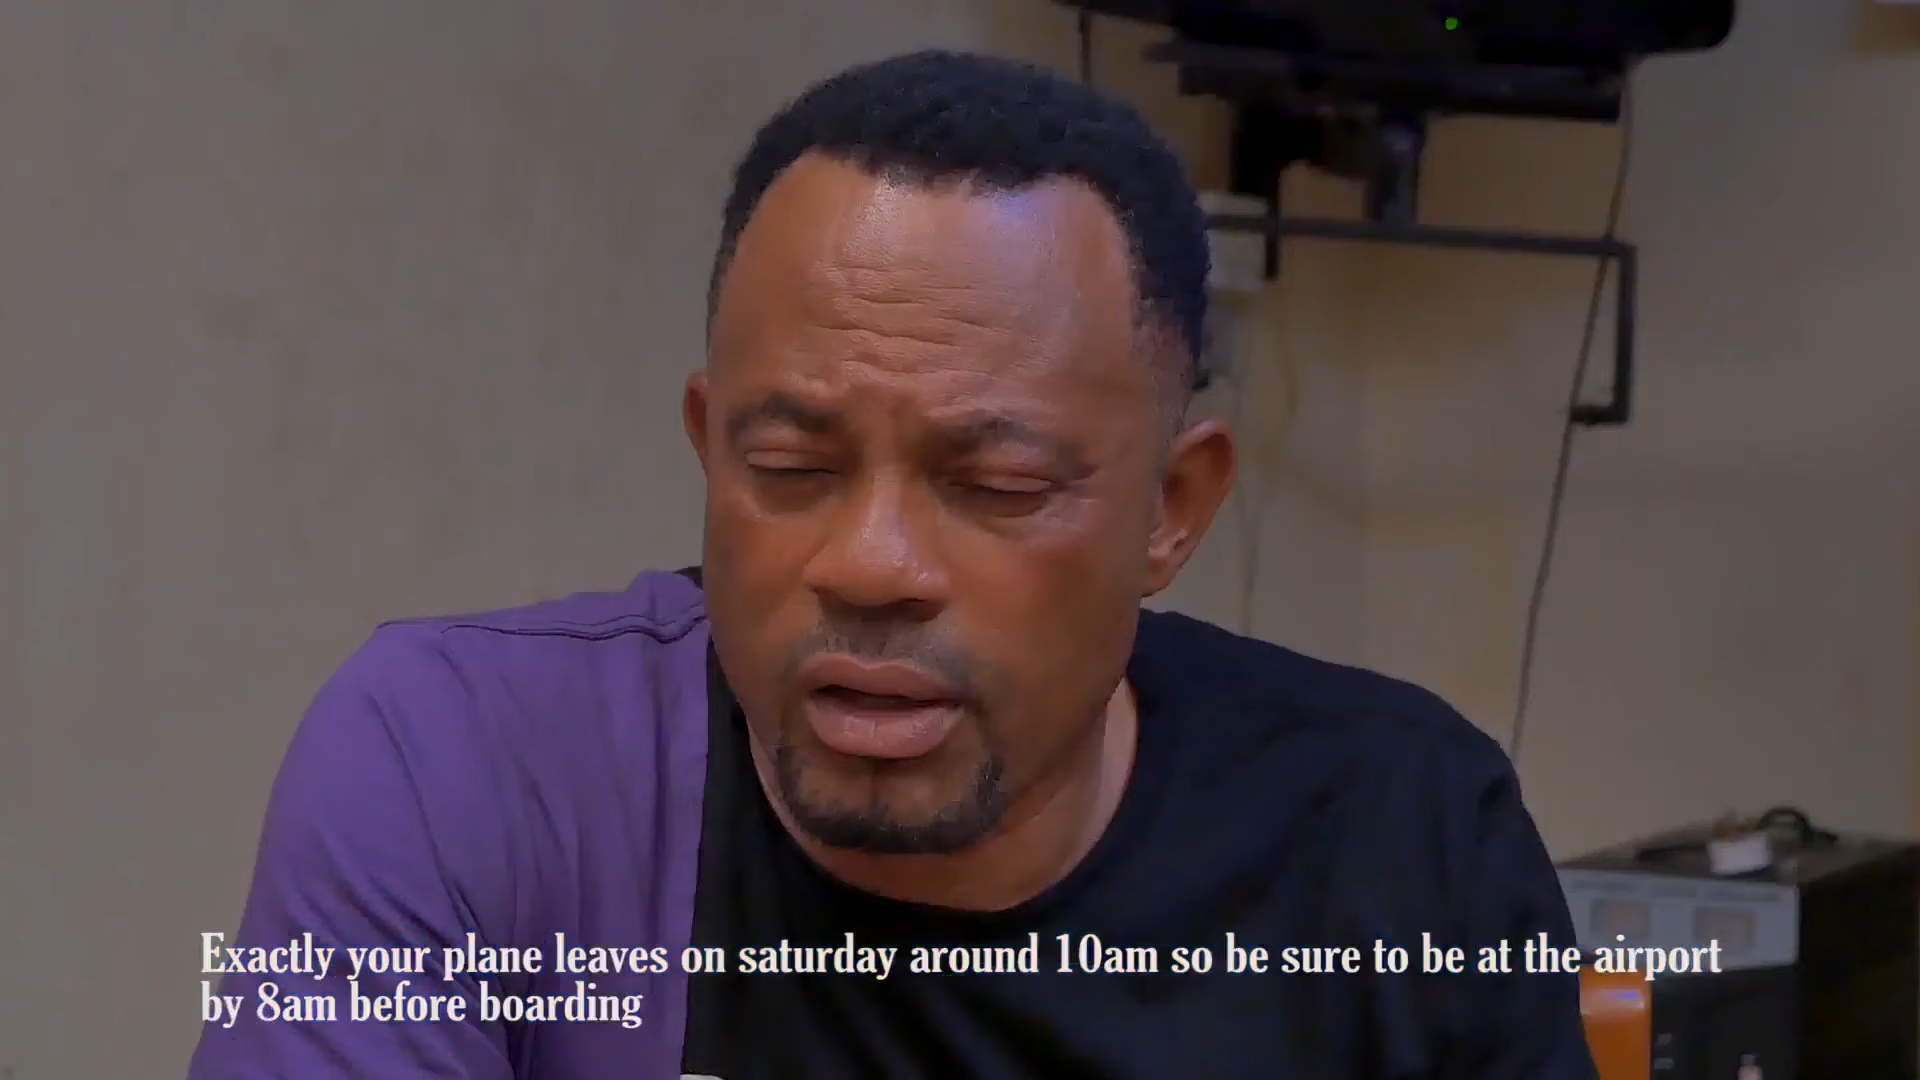 Exactly your plane leaves on saturday around 10am so be sure to be at the airport
by 8am before boarding